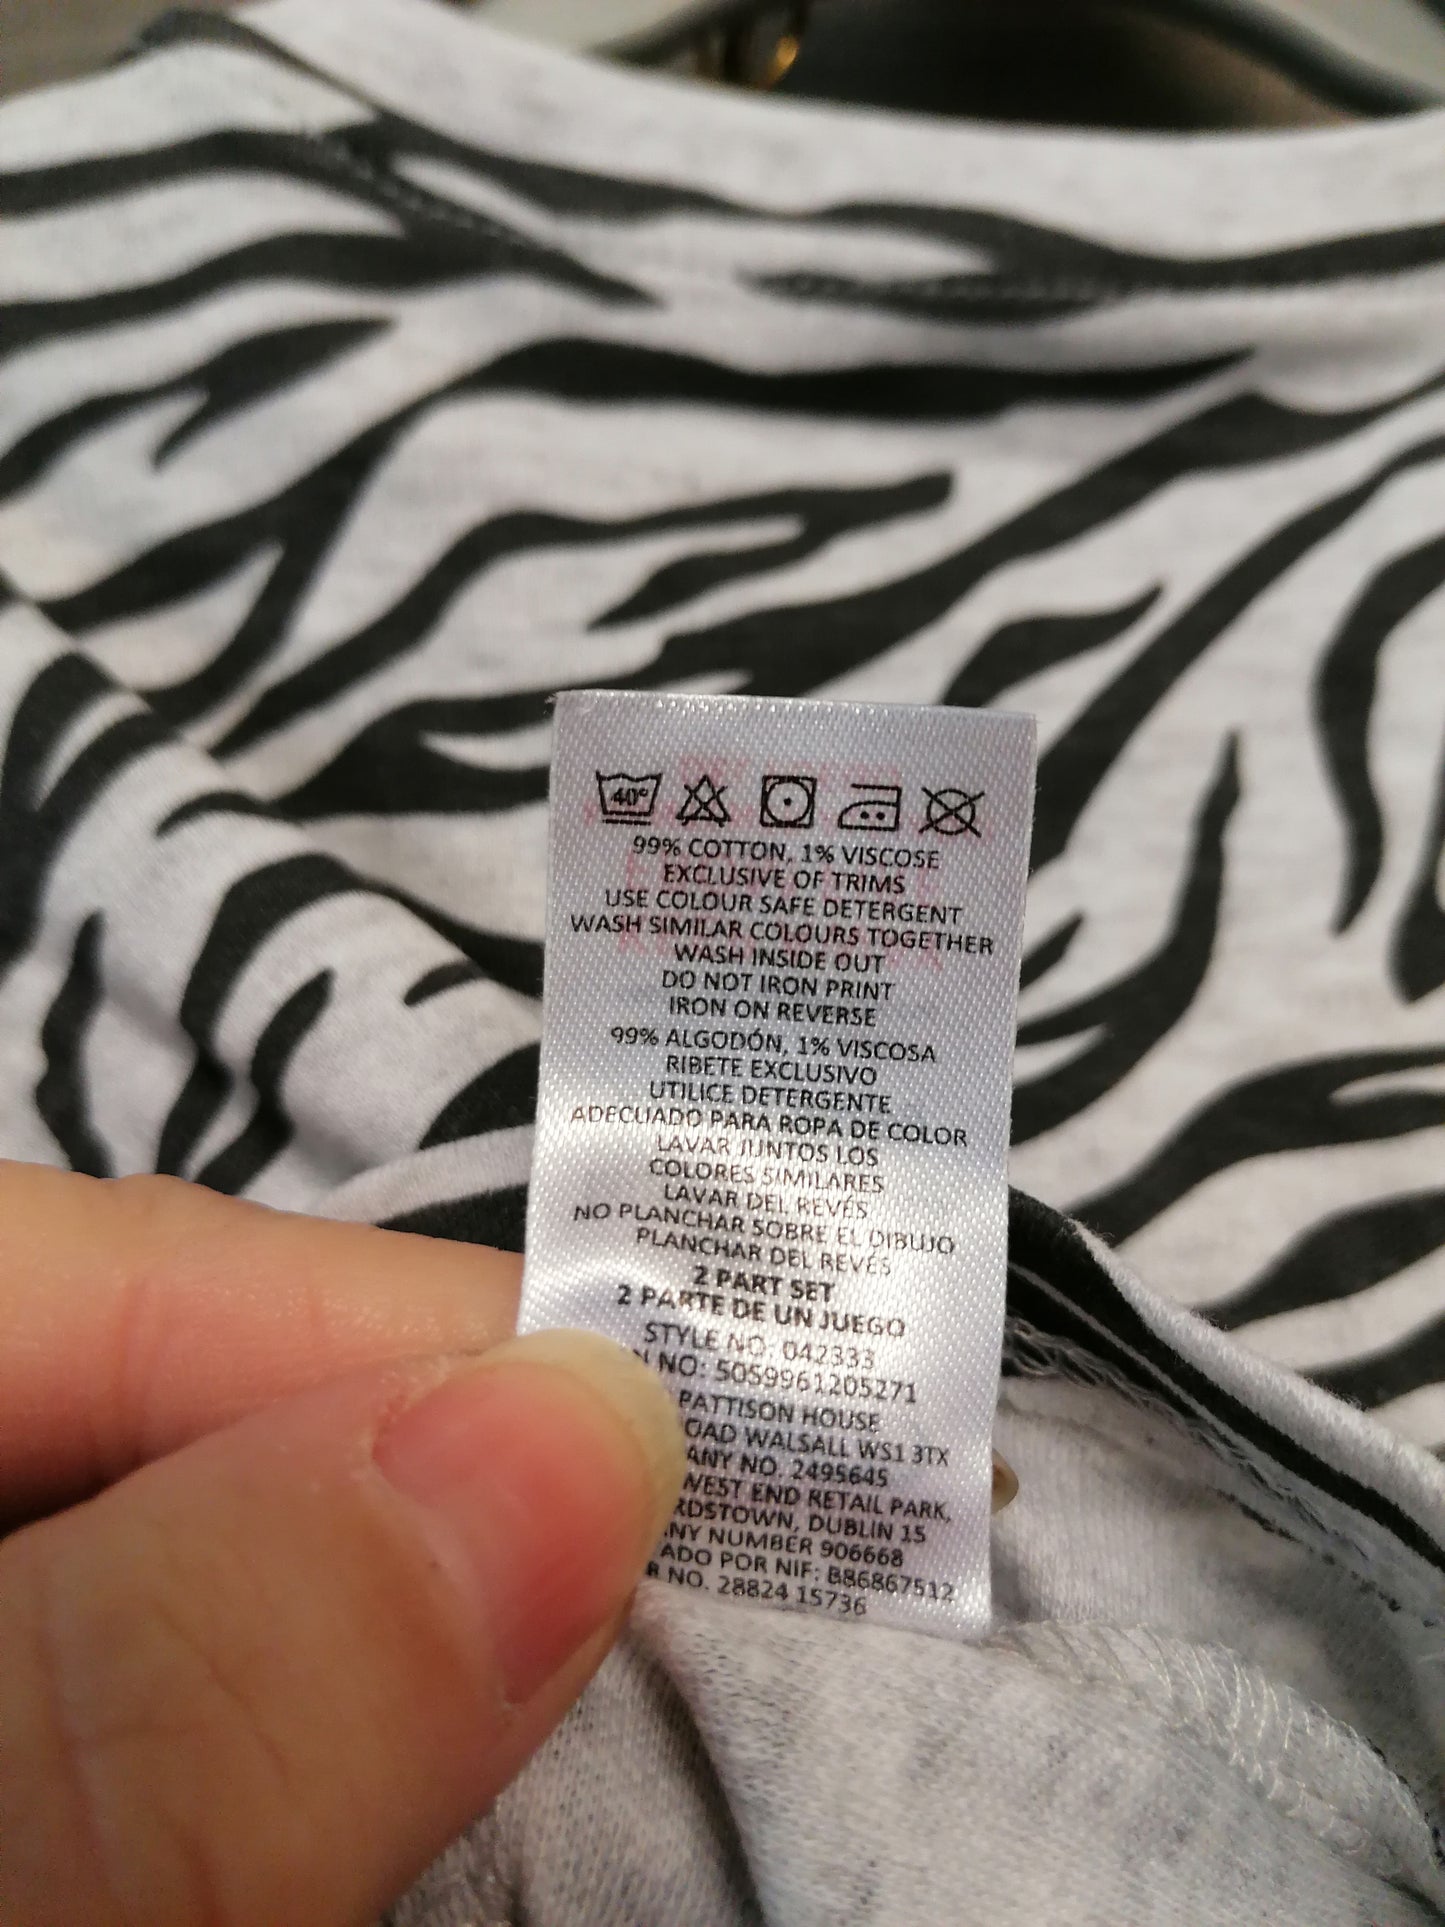 40°
99% COTTON, 1% VISCOSE
EXCLUSIVE OF TRIMS
USE COLOUR SAFE DETERGENT
WASH SIMILAR COLOURS TOGETHER
WASH INSIDE OUT
DO NOT IRON PRINT
IRON ON REVERSE
99% ALGODÓN, 1% VISCOSA
RIBETE EXCLUSIVO
UTILICE DETERGENTE
ADECUADO PARA ROPA DE COLOR
LAVAR JUNTOS LOS
COLORES SIMILARES
LAVAR DEL REVÉS
NO PLANCHAR SOBRE EL DIBUJO
PLANCHAR DEL REVÉS
2 PART SET
2 PARTE DE UN JUEGO
STYLE NO: 042333
N NO: 5059961205271
PATTISON HOUSE
OAD WALSALL WS1 3TX
ANY NO. 2495645
WEST END RETAIL PARK,
RDSTOWN, DUBLIN 15
NY NUMBER 906668
ADO POR NIF: B86867512
R NO. 28824 15736